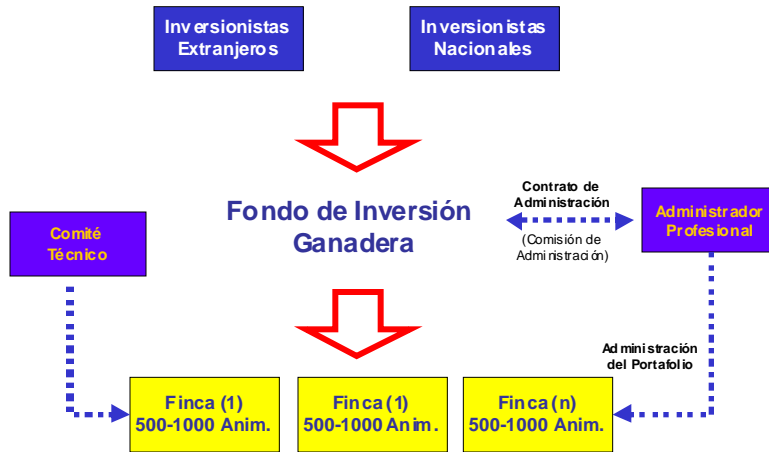 Inversionistas
Extranjeros
Inversionistas
Nacionales
Fondo de Inversión
Ganadera
Contrato de
Administración
(Comisión de
Administración)
Administrador
Profesional
Comité
Técnico
Administración
del Portafolio
Finca (1)
500-1000 Anim.
Finca (1)
500-1000 Anim.
Finca (n)
500-1000 Anim.